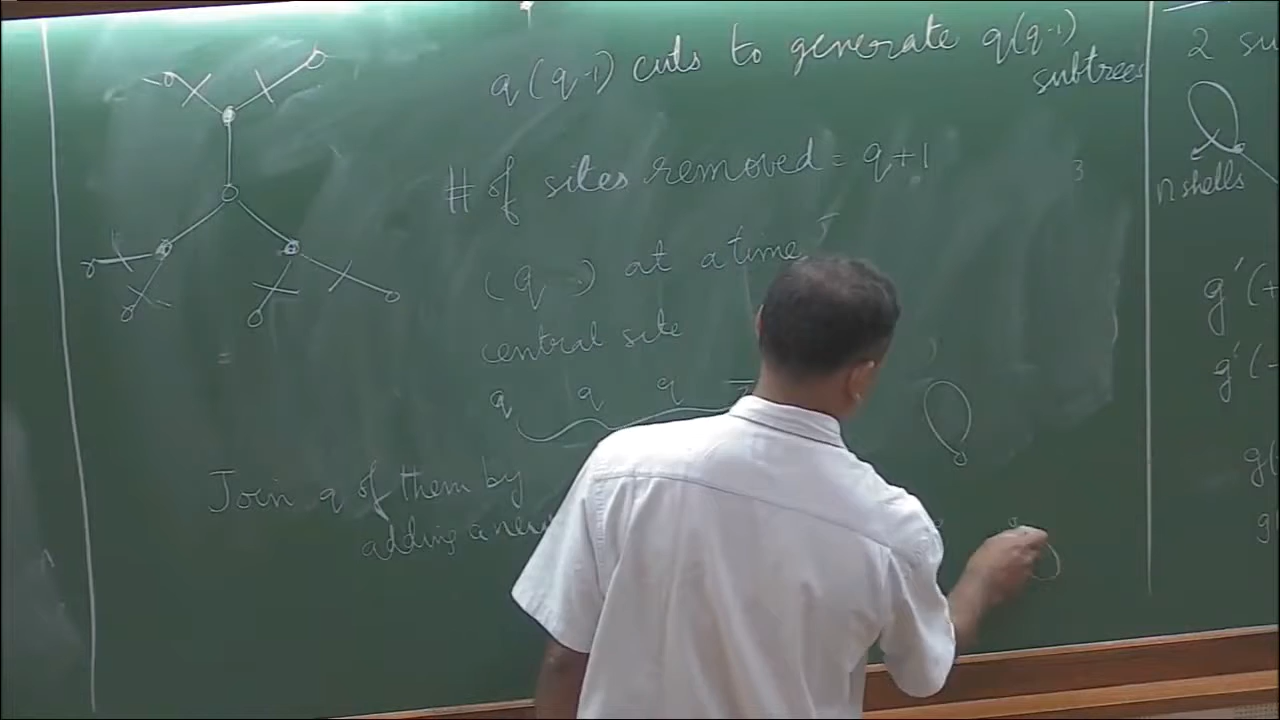 q(q-1) cuts to generate q(q-1)
subtrees
# of sites removed = q+1
3
(q - ) at a time
central site
q q q
Join q of them by
adding a new
2 su
n shells
g'(+
g'(-
g(
g(